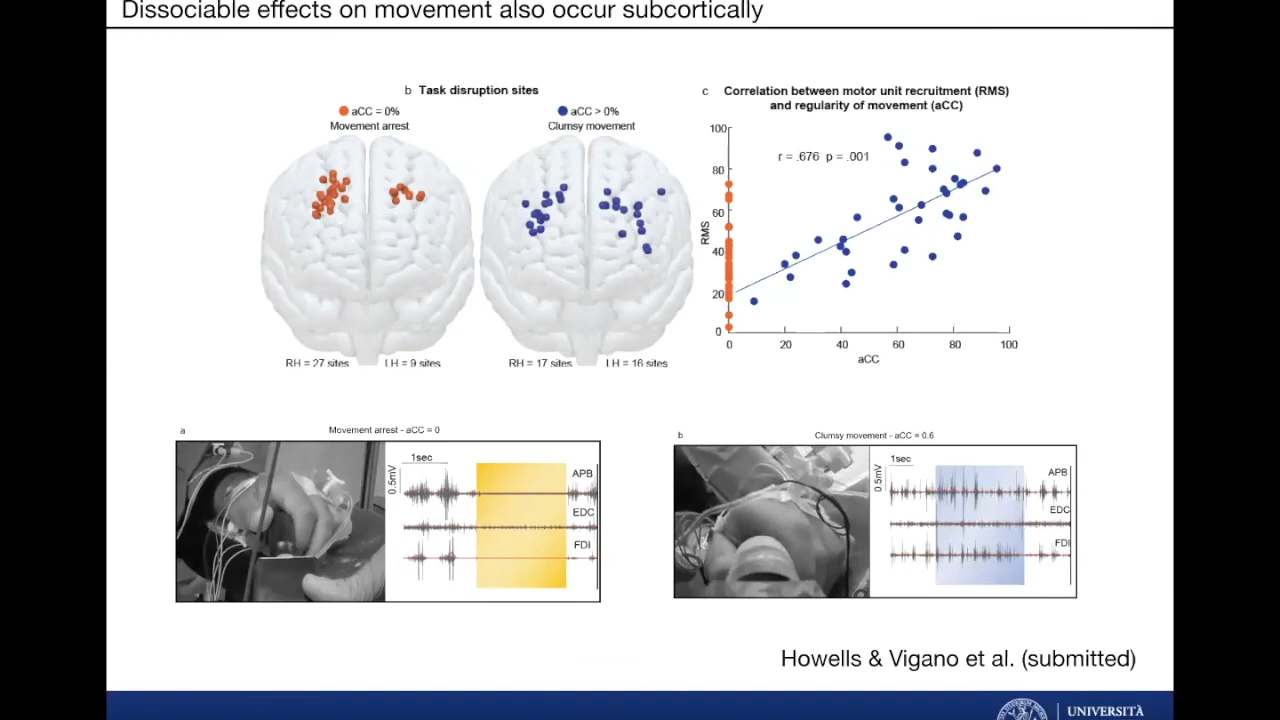 Dissociable effects on movement also occur subcortically
b Task disruption sites
aCC = 0%
Movement arrest
aCC > 0%
Clumsy movement
RH = 27 sites
LH = 9 sites
RH = 17 sites
LH = 16 sites
c Correlation between motor unit recruitment (RMS)
and regularity of movement (aCC)
r = .676 p = .001
100
80
60
40
20
0
RMS
0 20 40 60 80 100
aCC
a
Movement arrest - aCC = 0
1sec
0.5mV
APB
EDC
FDI
b
Clumsy movement - aCC = 0.6
1sec
0.5mV
APB
EDC
FDI
Howells & Vigano et al. (submitted)
UNIVERSITÀ